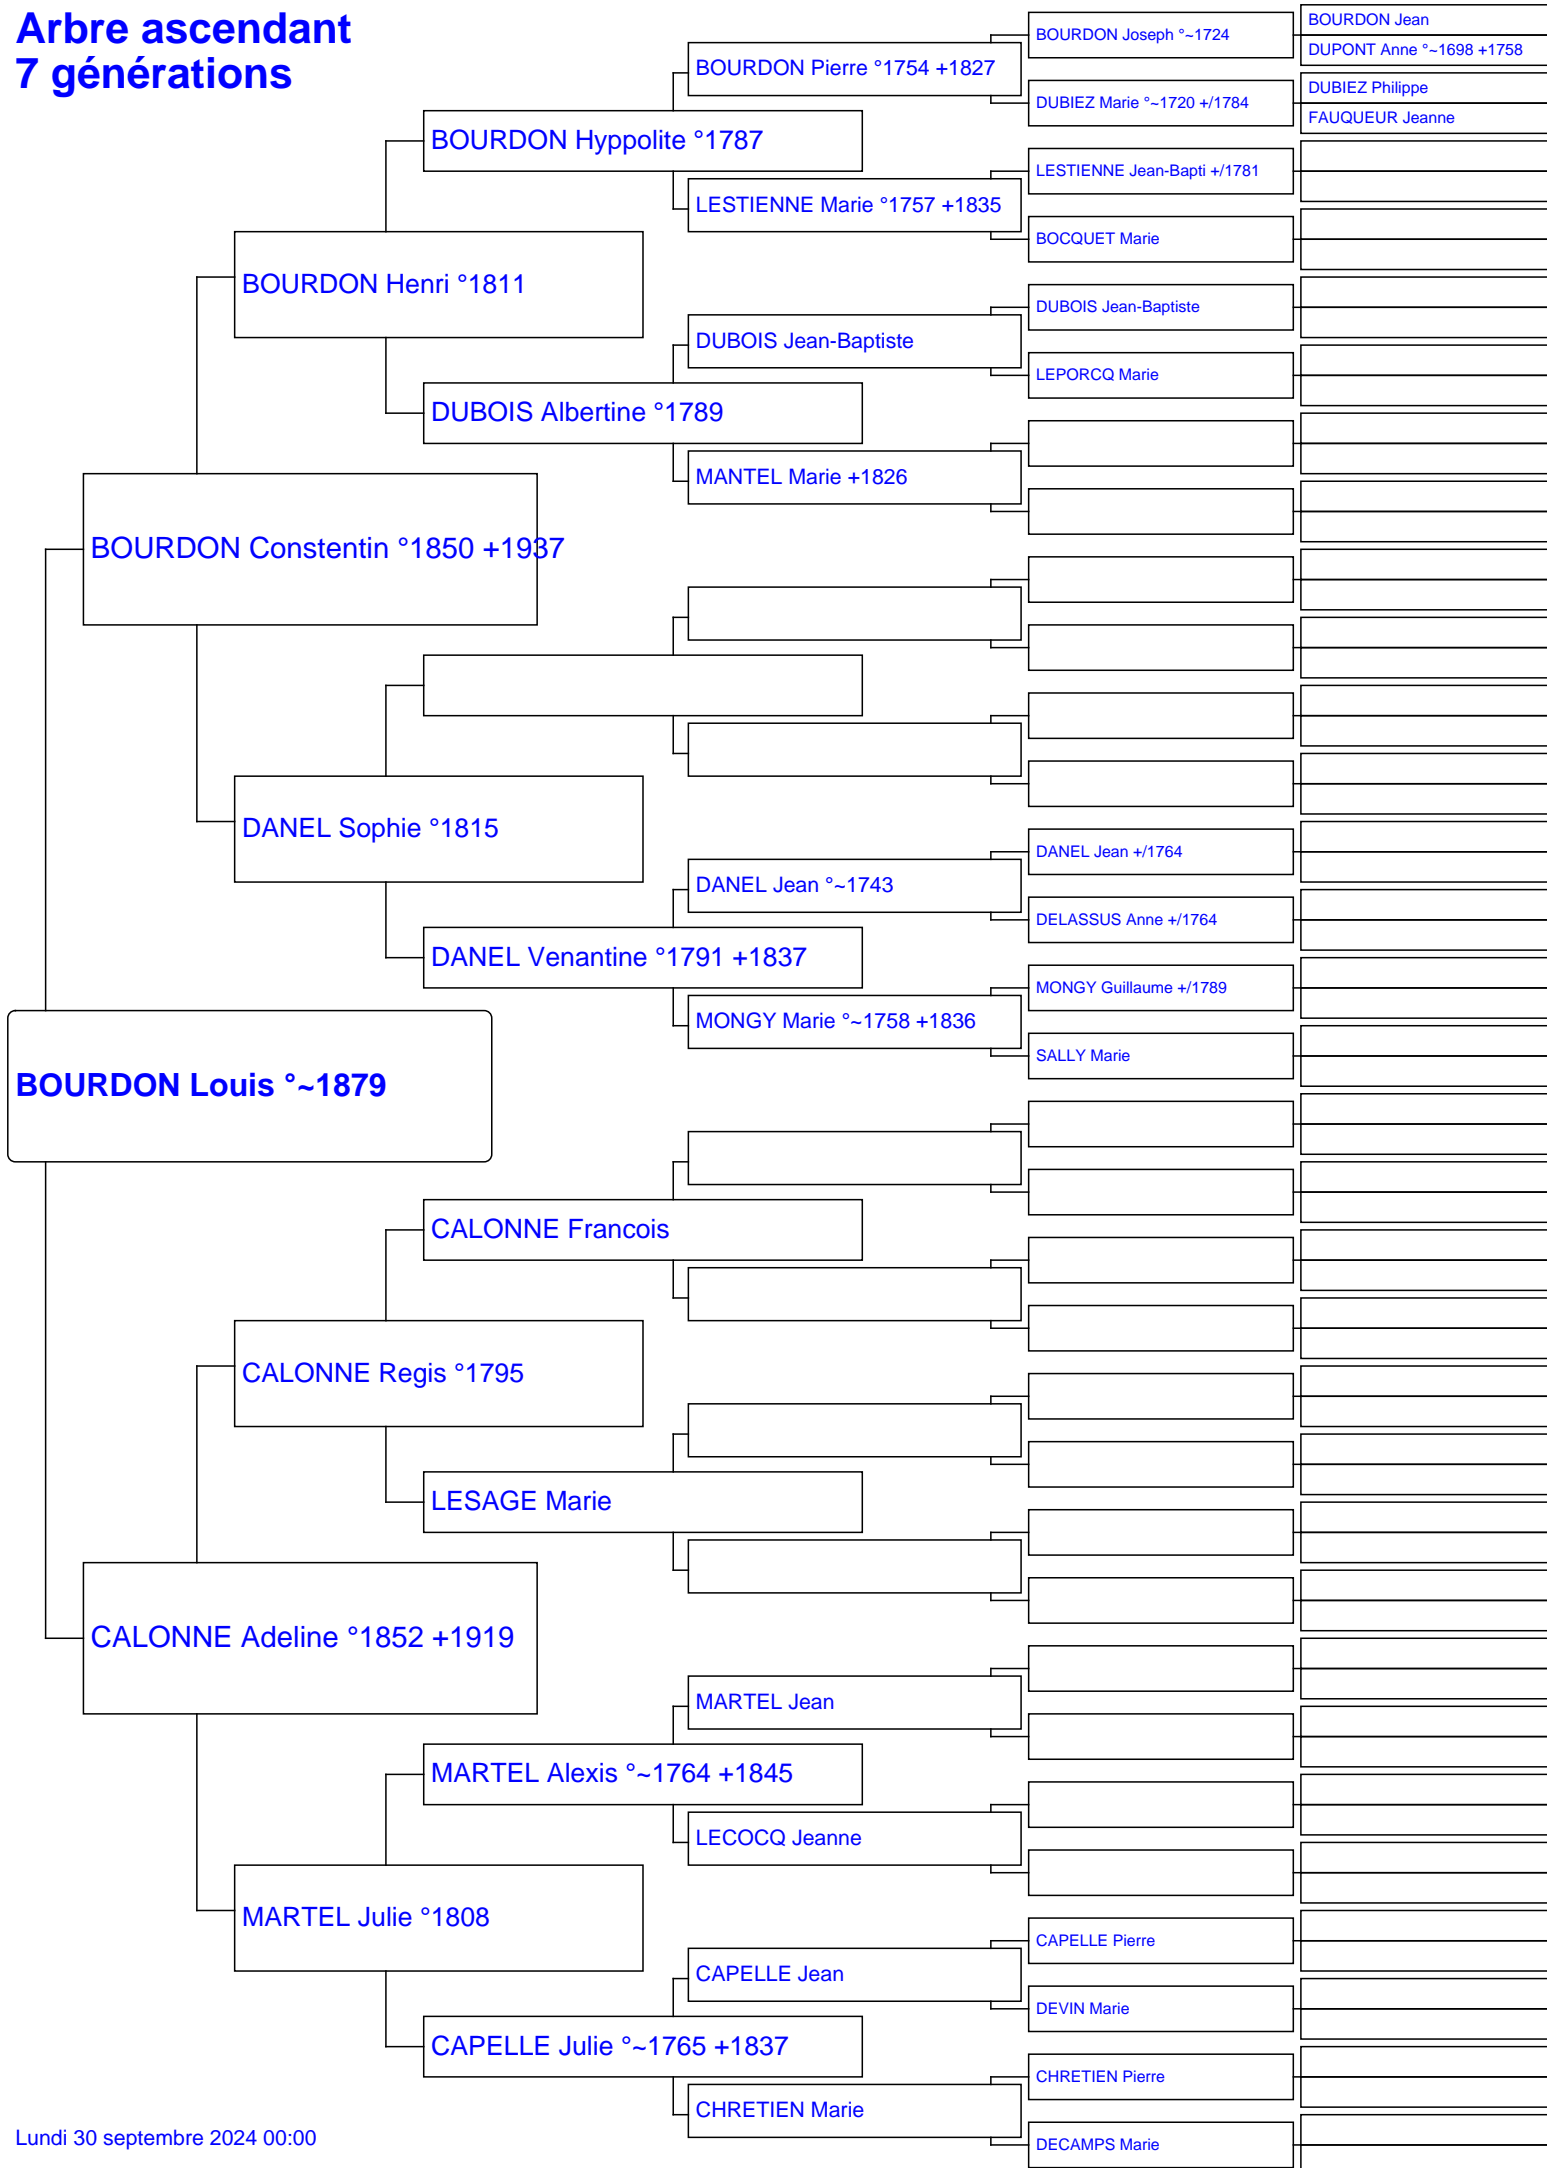 Arbre ascendant
7 générations
BOURDON Joseph °~1724
BOURDON Jean
DUPONT Anne °~1698 +1758
BOURDON Pierre °1754 +1827
DUBIEZ Marie °~1720 +/1784
DUBIEZ Philippe
FAUQUEUR Jeanne
BOURDON Hyppolite °1787
LESTIENNE Jean-Bapti +/1781
LESTIENNE Marie °1757 +1835
BOCQUET Marie
BOURDON Henri °1811
DUBOIS Jean-Baptiste
DUBOIS Jean-Baptiste
LEPORCQ Marie
DUBOIS Albertine °1789
MANTEL Marie +1826
BOURDON Constentin °1850 +1937
DANEL Sophie °1815
DANEL Jean +/1764
DANEL Jean °~1743
DELASSUS Anne +/1764
DANEL Venantine °1791 +1837
MONGY Guillaume +/1789
MONGY Marie °~1758 +1836
SALLY Marie
BOURDON Louis °~1879
CALONNE Francois
CALONNE Regis °1795
LESAGE Marie
CALONNE Adeline °1852 +1919
MARTEL Jean
MARTEL Alexis °~1764 +1845
LECOCQ Jeanne
MARTEL Julie °1808
CAPELLE Pierre
CAPELLE Jean
DEVIN Marie
CAPELLE Julie °~1765 +1837
CHRETIEN Pierre
CHRETIEN Marie
DECAMPS Marie
Lundi 30 septembre 2024 00:00